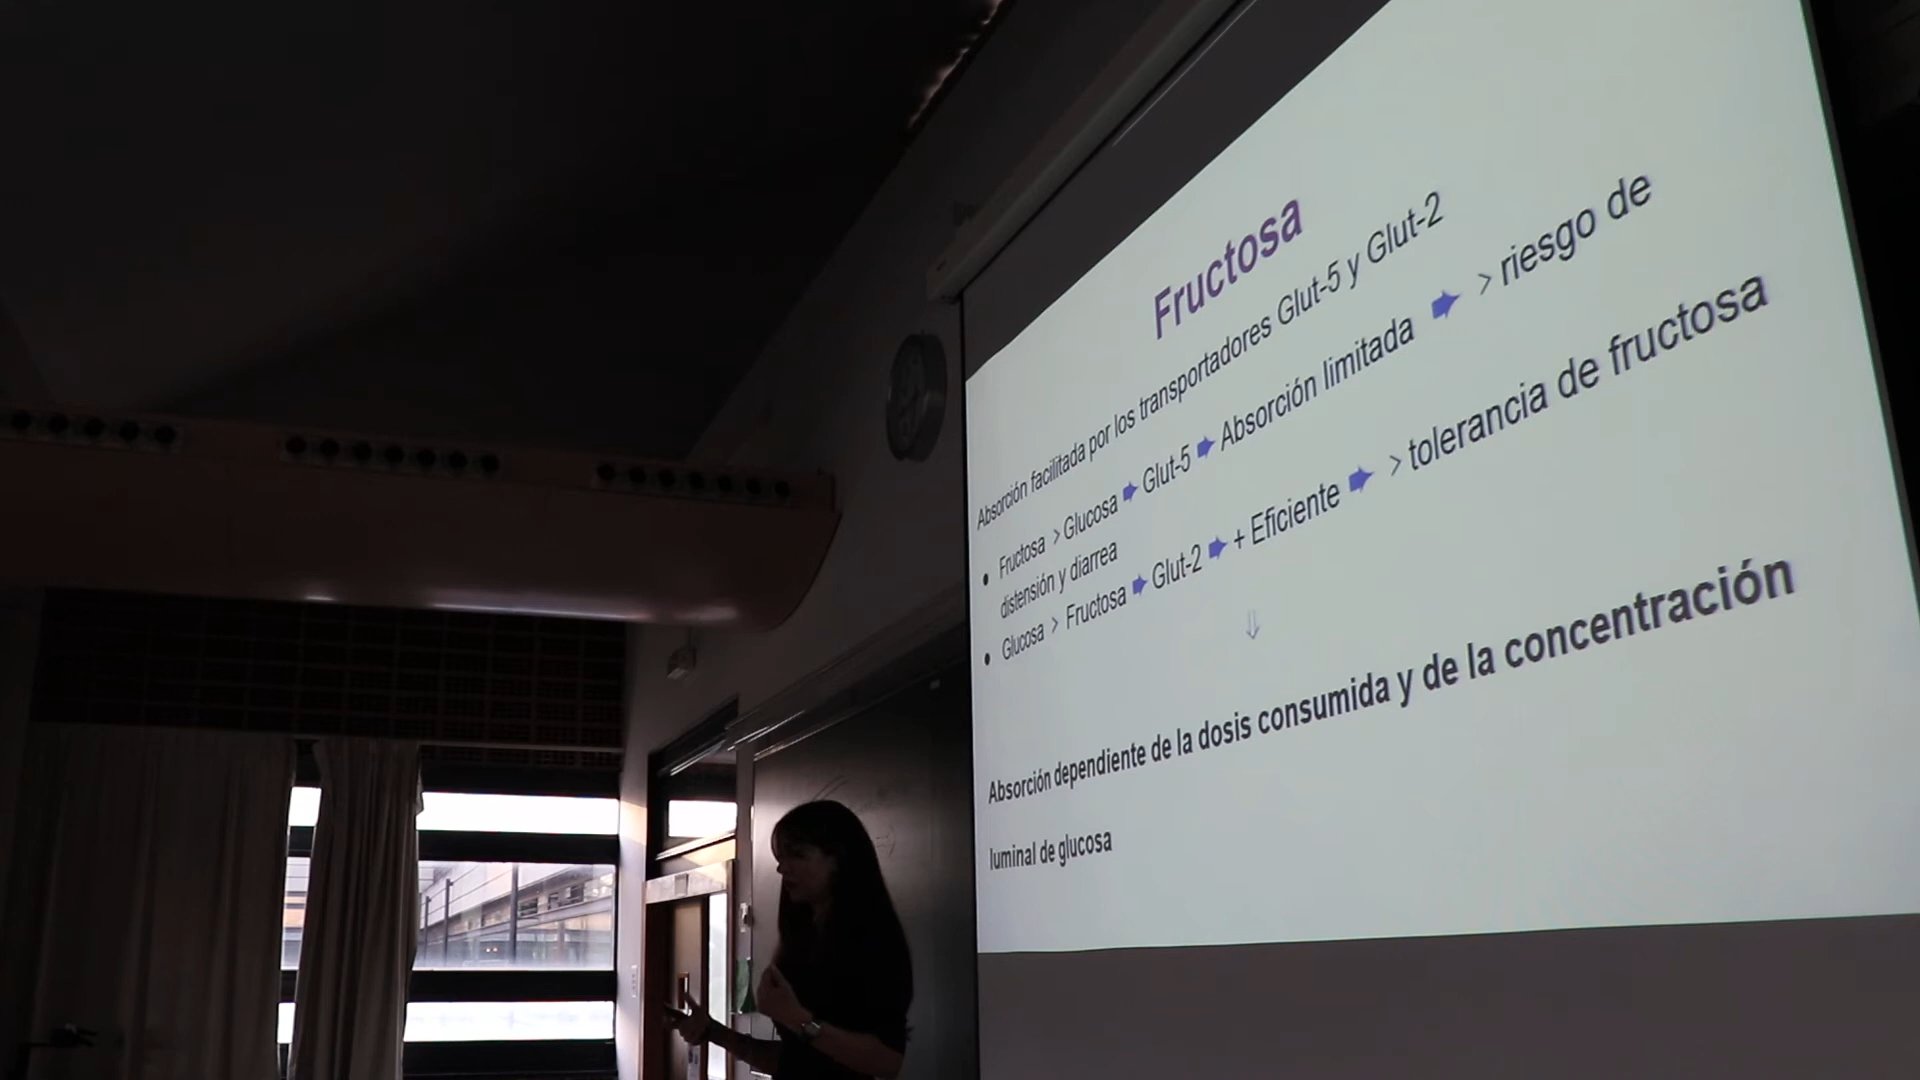 Fructosa
Absorción facilitada por los transportadores Glut-5 y Glut-2
• Fructosa > Glucosa ➡ Glut-5 ➡ Absorción limitada ➡ > riesgo de
distensión y diarrea
• Glucosa > Fructosa ➡ Glut-2 ➡ + Eficiente ➡ > tolerancia de fructosa
⇓
Absorción dependiente de la dosis consumida y de la concentración
luminal de glucosa